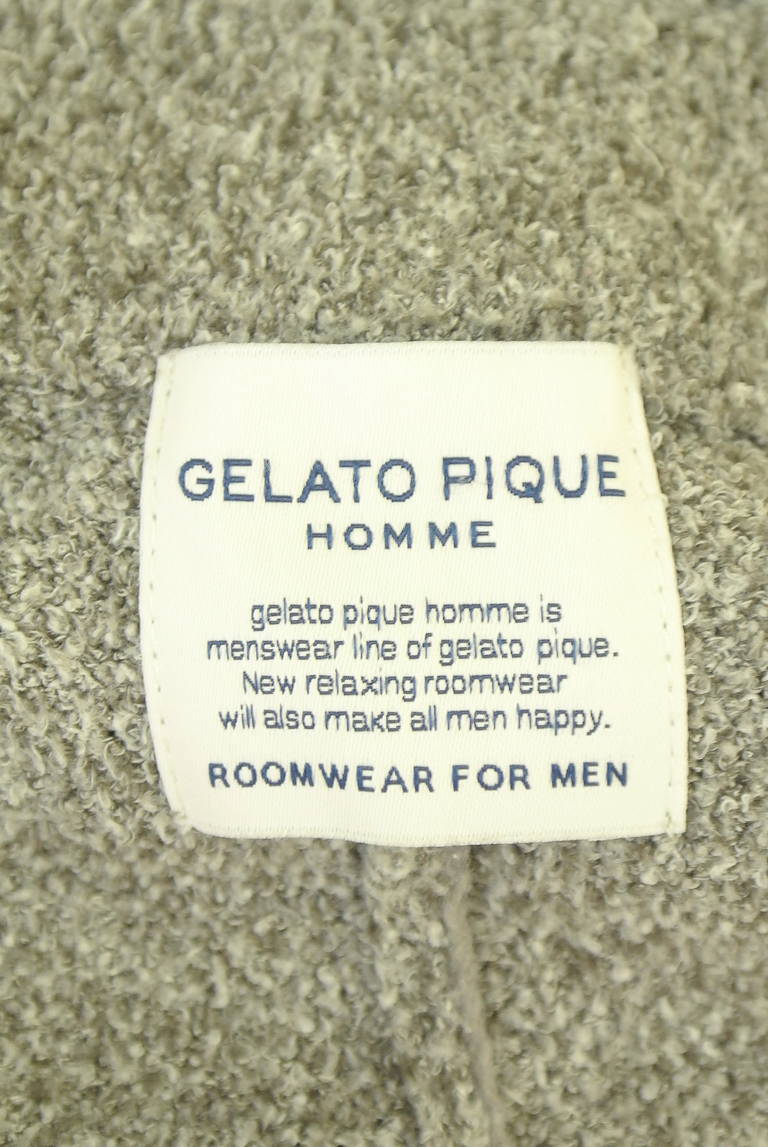 GELATO PIQUE
HOMME
gelato pique homme is
menswear line of gelato pique.
New relaxing roomwear
will also make all men happy.
ROOMWEAR FOR MEN